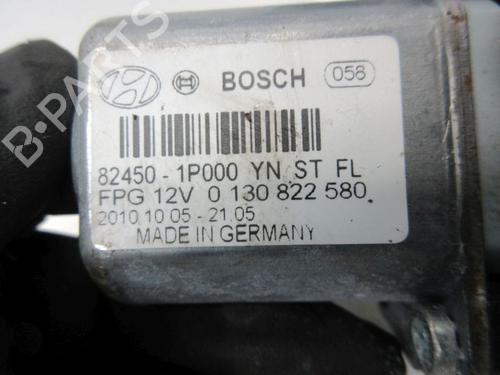 BOSCH 058
82450 - 1P000 YN ST FL
FPG 12V 0 130 822 580
2010 10 05 - 21.05
MADE IN GERMANY
B-PARTS